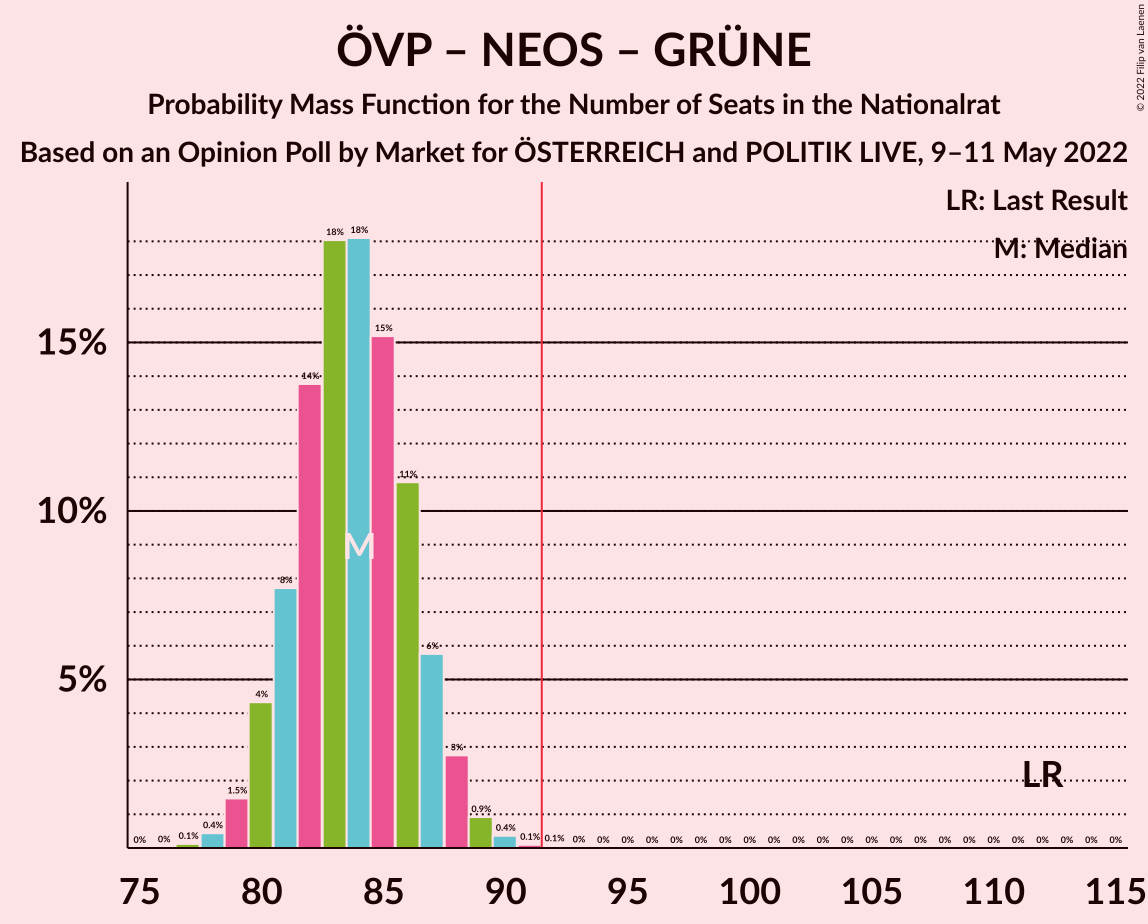 ÖVP – NEOS – GRÜNE
Probability Mass Function for the Number of Seats in the Nationalrat
Based on an Opinion Poll by Market for ÖSTERREICH and POLITIK LIVE, 9–11 May 2022
© 2022 Filip van Laenen
LR: Last Result
M: Median
15%
10%
5%
0% 0% 0.1% 0.4% 1.5% 4% 8% 14% 18% 18% 15% 11% 6% 3% 0.9% 0.4% 0.1% 0.1% 0% 0% 0% 0% 0% 0% 0% 0% 0% 0% 0% 0% 0% 0% 0% 0% 0% 0% 0% 0% 0% 0% 0%
M
LR
75 80 85 90 95 100 105 110 115